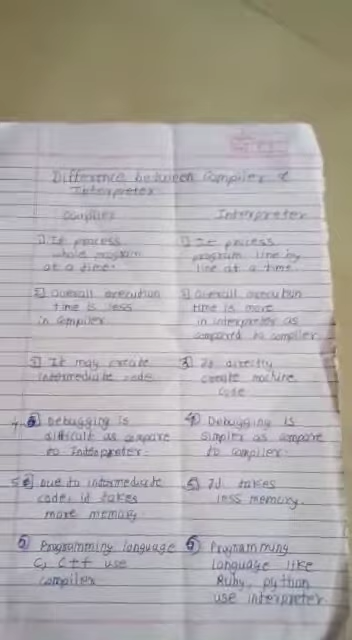 Difference between Compiler &
Interpreter
Compiler
Interpreter
1) It process
whole program
at a time.
1) It process
program line by
line at a time.
2) Overall execution
time is less
in compiler.
2) Overall execution
time is more
in interpreter as
compared to compiler
3) It may create
intermediate code.
3) It directly
create machine
code
4) Debugging is
difficult as compare
to Interpreter.
4) Debugging is
simpler as compare
to compiler.
5) Due to intermediate
code, it takes
more memory.
5) It takes
less memory.
6) Programming language
C, C++ use
compiler
6) Programming
language like
Ruby, python
use interpreter